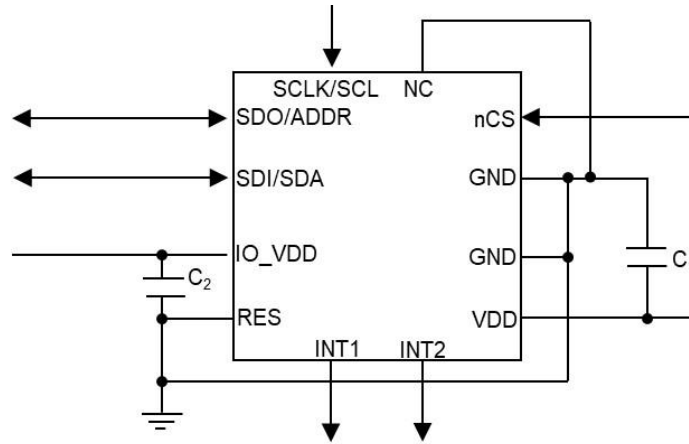 SCLK/SCL NC
SDO/ADDR
nCS
SDI/SDA
GND
IO_VDD
GND
C
C2
RES
VDD
INT1 INT2